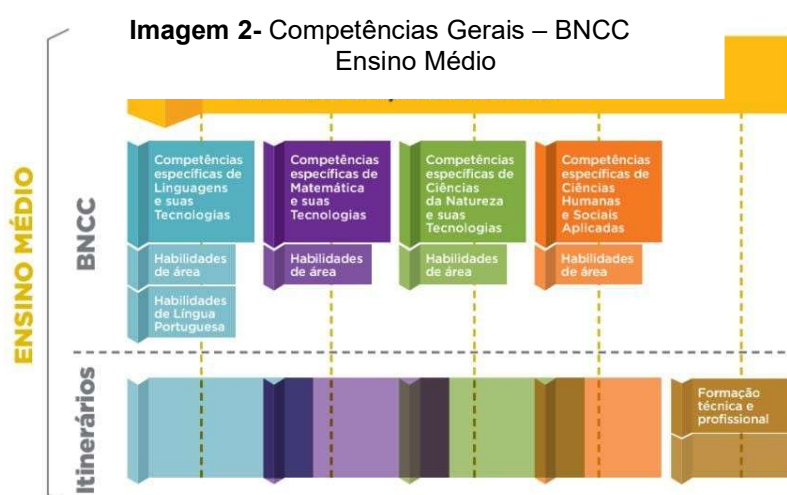 Imagem 2- Competências Gerais – BNCC
Ensino Médio
ENSINO MÉDIO
BNCC
Competências
específicas de
Linguagens
e suas
Tecnologias
Habilidades
de área
Habilidades
de Língua
Portuguesa
Competências
específicas de
Matemática
e suas
Tecnologias
Habilidades
de área
Competências
específicas de
Ciências
da Natureza
e suas
Tecnologias
Habilidades
de área
Competências
específicas de
Ciências
Humanas
e Sociais
Aplicadas
Habilidades
de área
Itinerários
Formação
técnica e
profissional